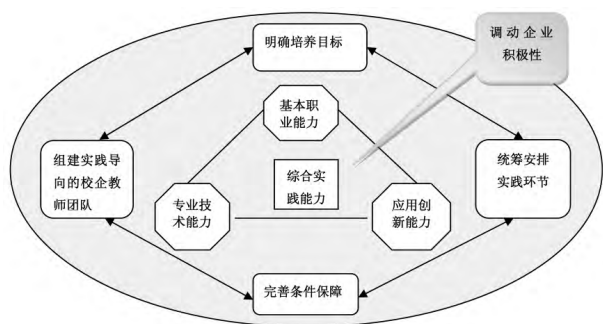 明确培养目标
调动企业
积极性
基本职
业能力
组建实践导
向的校企教
师团队
综合实
践能力
统筹安排
实践环节
专业技
术能力
应用创
新能力
完善条件保障